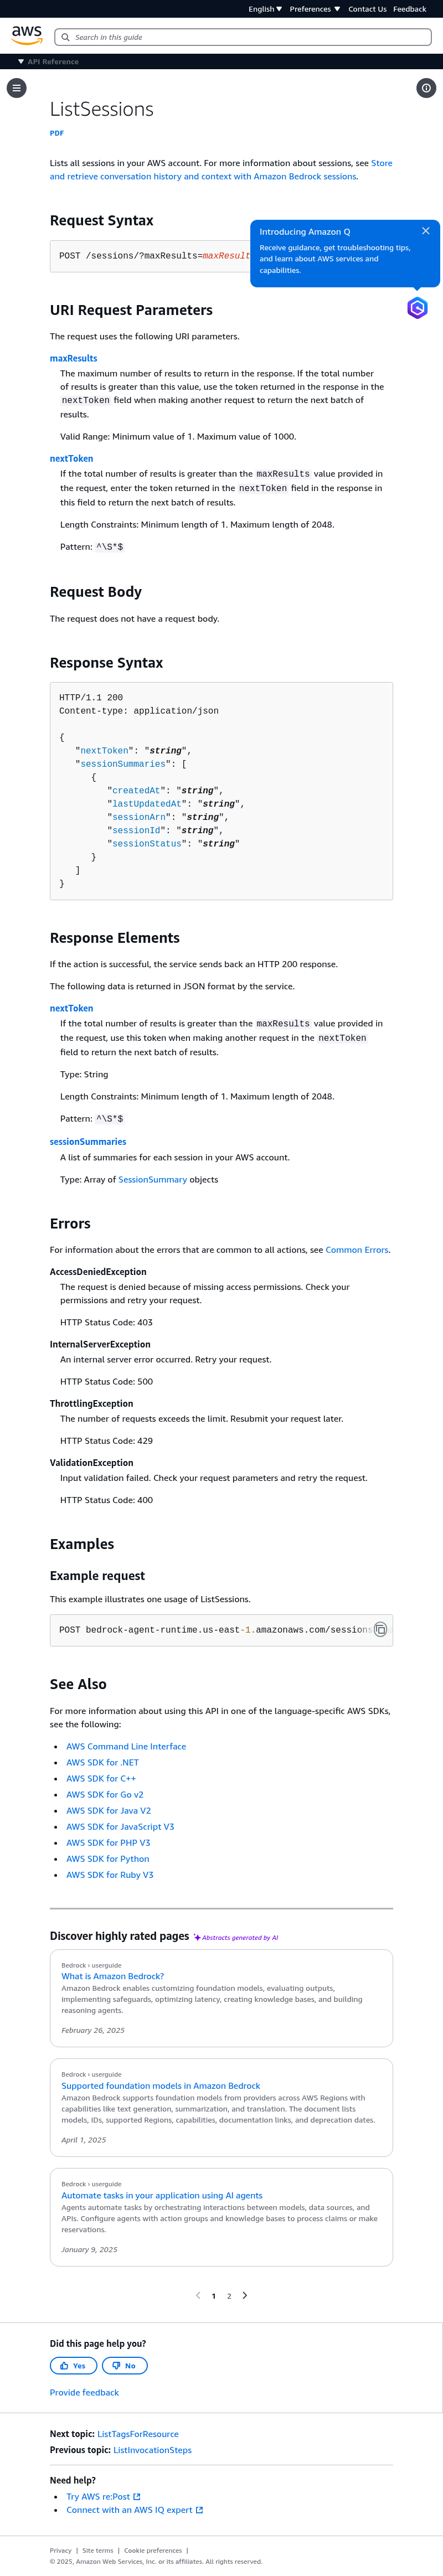 English Preferences Contact Us Feedback
aws
Search in this guide
API Reference
ListSessions
PDF
Lists all sessions in your AWS account. For more information about sessions, see Store
and retrieve conversation history and context with Amazon Bedrock sessions.
Request Syntax
POST /sessions/?maxResults=maxResult
Introducing Amazon Q
Receive guidance, get troubleshooting tips,
and learn about AWS services and
capabilities.
URI Request Parameters
The request uses the following URI parameters.
maxResults
The maximum number of results to return in the response. If the total number
of results is greater than this value, use the token returned in the response in the
nextToken field when making another request to return the next batch of
results.
Valid Range: Minimum value of 1. Maximum value of 1000.
nextToken
If the total number of results is greater than the maxResults value provided in
the request, enter the token returned in the nextToken field in the response in
this field to return the next batch of results.
Length Constraints: Minimum length of 1. Maximum length of 2048.
Pattern: ^\S*$
Request Body
The request does not have a request body.
Response Syntax
HTTP/1.1 200
Content-type: application/json
{
"nextToken": "string",
"sessionSummaries": [
{
"createdAt": "string",
"lastUpdatedAt": "string",
"sessionArn": "string",
"sessionId": "string",
"sessionStatus": "string"
}
]
}
Response Elements
If the action is successful, the service sends back an HTTP 200 response.
The following data is returned in JSON format by the service.
nextToken
If the total number of results is greater than the maxResults value provided in
the request, use this token when making another request in the nextToken
field to return the next batch of results.
Type: String
Length Constraints: Minimum length of 1. Maximum length of 2048.
Pattern: ^\S*$
sessionSummaries
A list of summaries for each session in your AWS account.
Type: Array of SessionSummary objects
Errors
For information about the errors that are common to all actions, see Common Errors.
AccessDeniedException
The request is denied because of missing access permissions. Check your
permissions and retry your request.
HTTP Status Code: 403
InternalServerException
An internal server error occurred. Retry your request.
HTTP Status Code: 500
ThrottlingException
The number of requests exceeds the limit. Resubmit your request later.
HTTP Status Code: 429
ValidationException
Input validation failed. Check your request parameters and retry the request.
HTTP Status Code: 400
Examples
Example request
This example illustrates one usage of ListSessions.
POST bedrock-agent-runtime.us-east-1.amazonaws.com/sessions
See Also
For more information about using this API in one of the language-specific AWS SDKs,
see the following:
• AWS Command Line Interface
• AWS SDK for .NET
• AWS SDK for C++
• AWS SDK for Go v2
• AWS SDK for Java V2
• AWS SDK for JavaScript V3
• AWS SDK for PHP V3
• AWS SDK for Python
• AWS SDK for Ruby V3
Discover highly rated pages Abstracts generated by AI
Bedrock › userguide
What is Amazon Bedrock?
Amazon Bedrock enables customizing foundation models, evaluating outputs,
implementing safeguards, optimizing latency, creating knowledge bases, and building
reasoning agents.
February 26, 2025
Bedrock › userguide
Supported foundation models in Amazon Bedrock
Amazon Bedrock supports foundation models from providers across AWS Regions with
capabilities like text generation, summarization, and translation. The document lists
models, IDs, supported Regions, capabilities, documentation links, and deprecation dates.
April 1, 2025
Bedrock › userguide
Automate tasks in your application using AI agents
Agents automate tasks by orchestrating interactions between models, data sources, and
APIs. Configure agents with action groups and knowledge bases to process claims or make
reservations.
January 9, 2025
1 2
Did this page help you?
Yes No
Provide feedback
Next topic: ListTagsForResource
Previous topic: ListInvocationSteps
Need help?
• Try AWS re:Post
• Connect with an AWS IQ expert
Privacy | Site terms | Cookie preferences |
© 2025, Amazon Web Services, Inc. or its affiliates. All rights reserved.